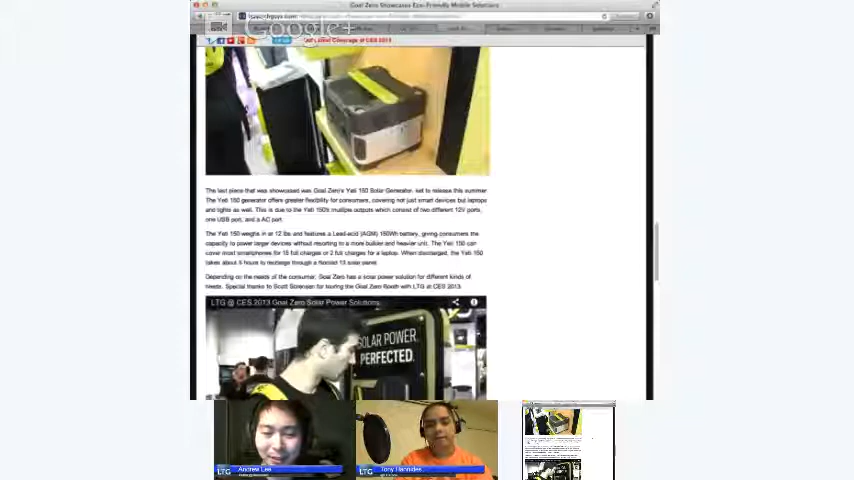 Goal Zero Showcases Eco-Friendly Mobile Solutions
Google+
Get Latest Coverage of CES 2013
The last piece that was showcased was Goal Zero's Yeti 150 Solar Generator, set to release this summer.
The Yeti 150 generator offers greater flexibility for consumers, covering not just smart devices but laptops
and lights as well. This is due to the Yeti 150's multiple outputs which consist of two different 12V ports,
one USB port, and a AC port.
The Yeti 150 weighs in at 12 lbs and features a Lead-acid (AGM) 150Wh battery, giving consumers the
capacity to power larger devices without resorting to a more bulkier and heavier unit. The Yeti 150 can
cover most smartphones for 15 full charges or 2 full charges for a laptop. When discharged, the Yeti 150
takes about 5 hours to recharge through a Nomad 13 solar panel.
Depending on the needs of the consumer, Goal Zero has a solar power solution for different kinds of
needs. Special thanks to Scott Sorensen for touring the Goal Zero Booth with LTG at CES 2013.
LTG @ CES 2013 Goal Zero Solar Power Solutions
SOLAR POWER.
PERFECTED.
LTG Andrew Lee
LTG Tony